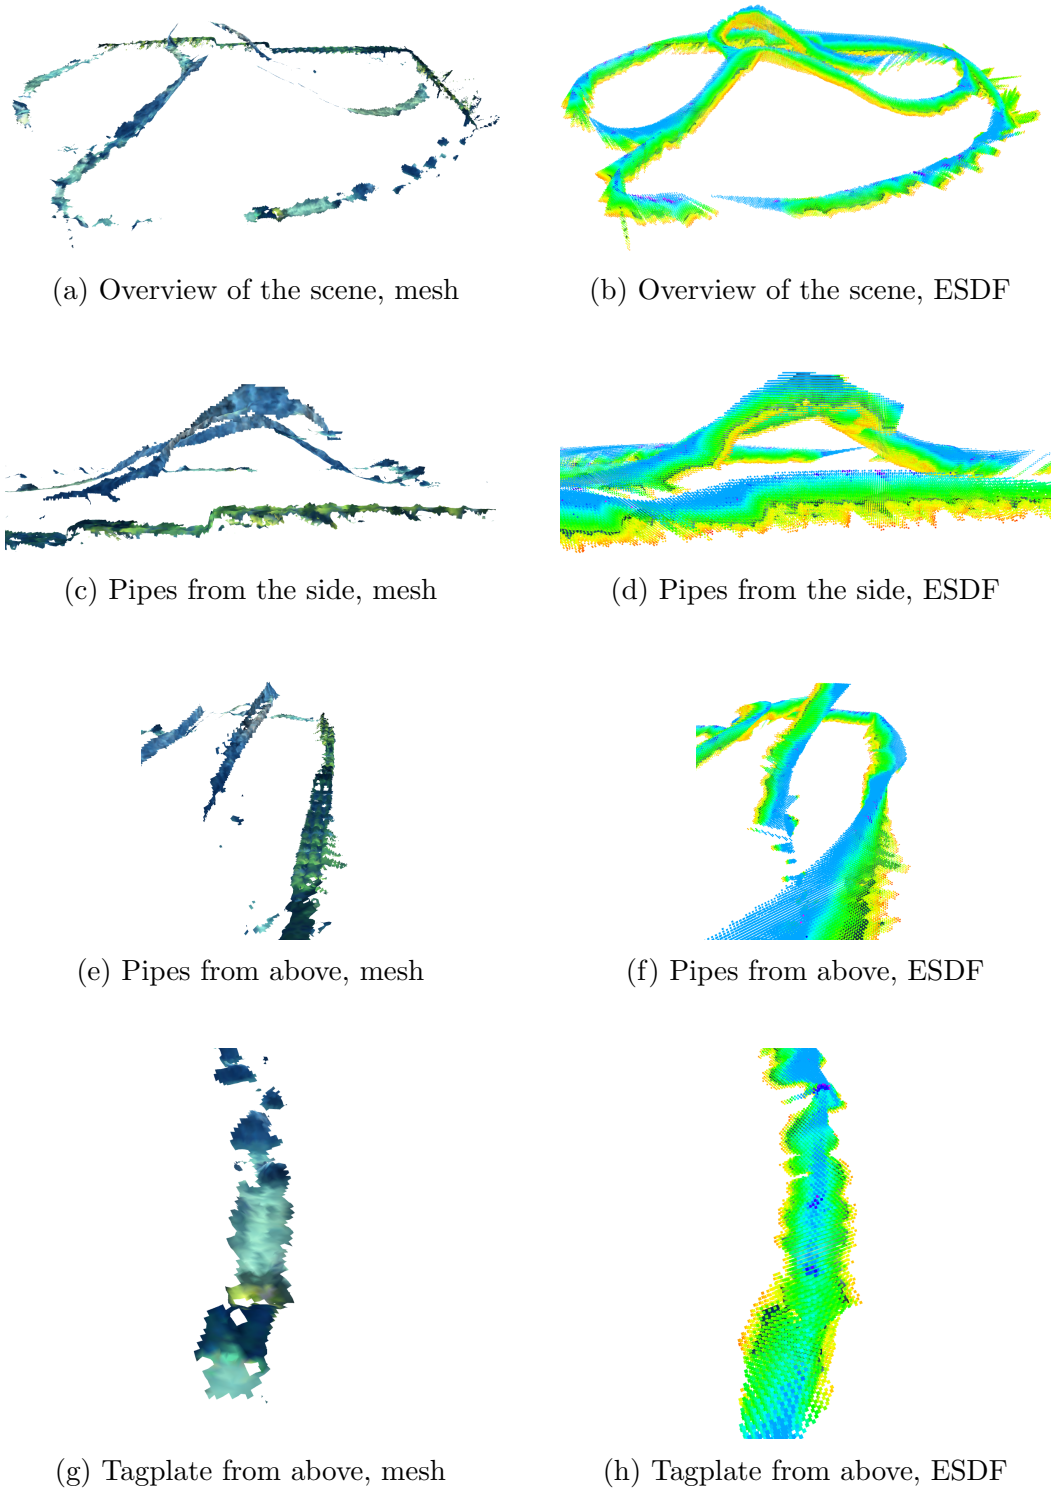 (a) Overview of the scene, mesh
(b) Overview of the scene, ESDF
(c) Pipes from the side, mesh
(d) Pipes from the side, ESDF
(e) Pipes from above, mesh
(f) Pipes from above, ESDF
(g) Tagplate from above, mesh
(h) Tagplate from above, ESDF